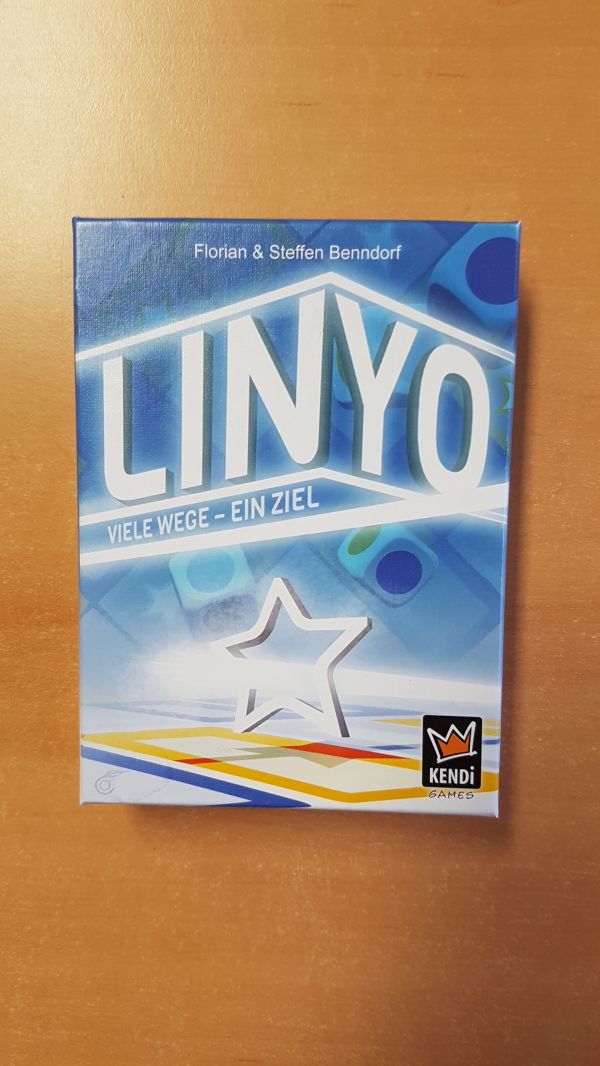 Florian & Steffen Benndorf
LINYO
VIELE WEGE – EIN ZIEL
KENDi
GAMES